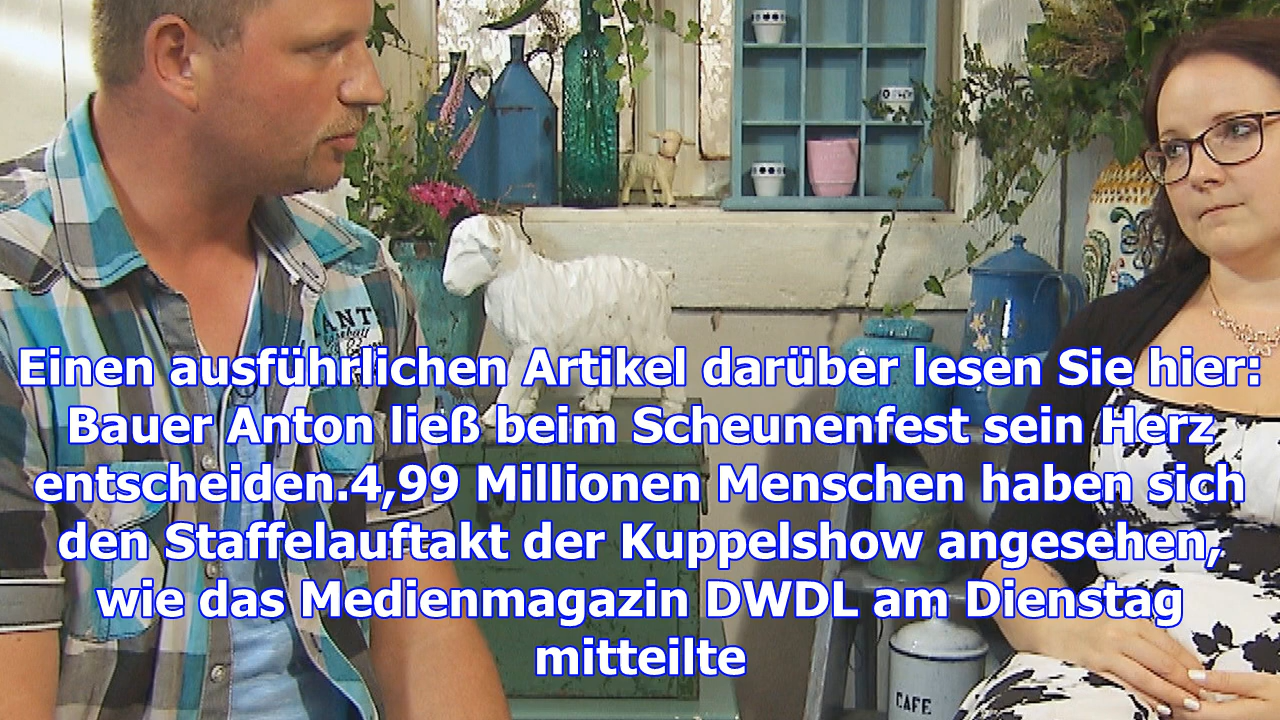 ANT
Einen ausführlichen Artikel darüber lesen Sie hier:
Bauer Anton ließ beim Scheunenfest sein Herz
entscheiden.4,99 Millionen Menschen haben sich
den Staffelauftakt der Kuppelshow angesehen,
wie das Medienmagazin DWDL am Dienstag
mitteilte
CAFE